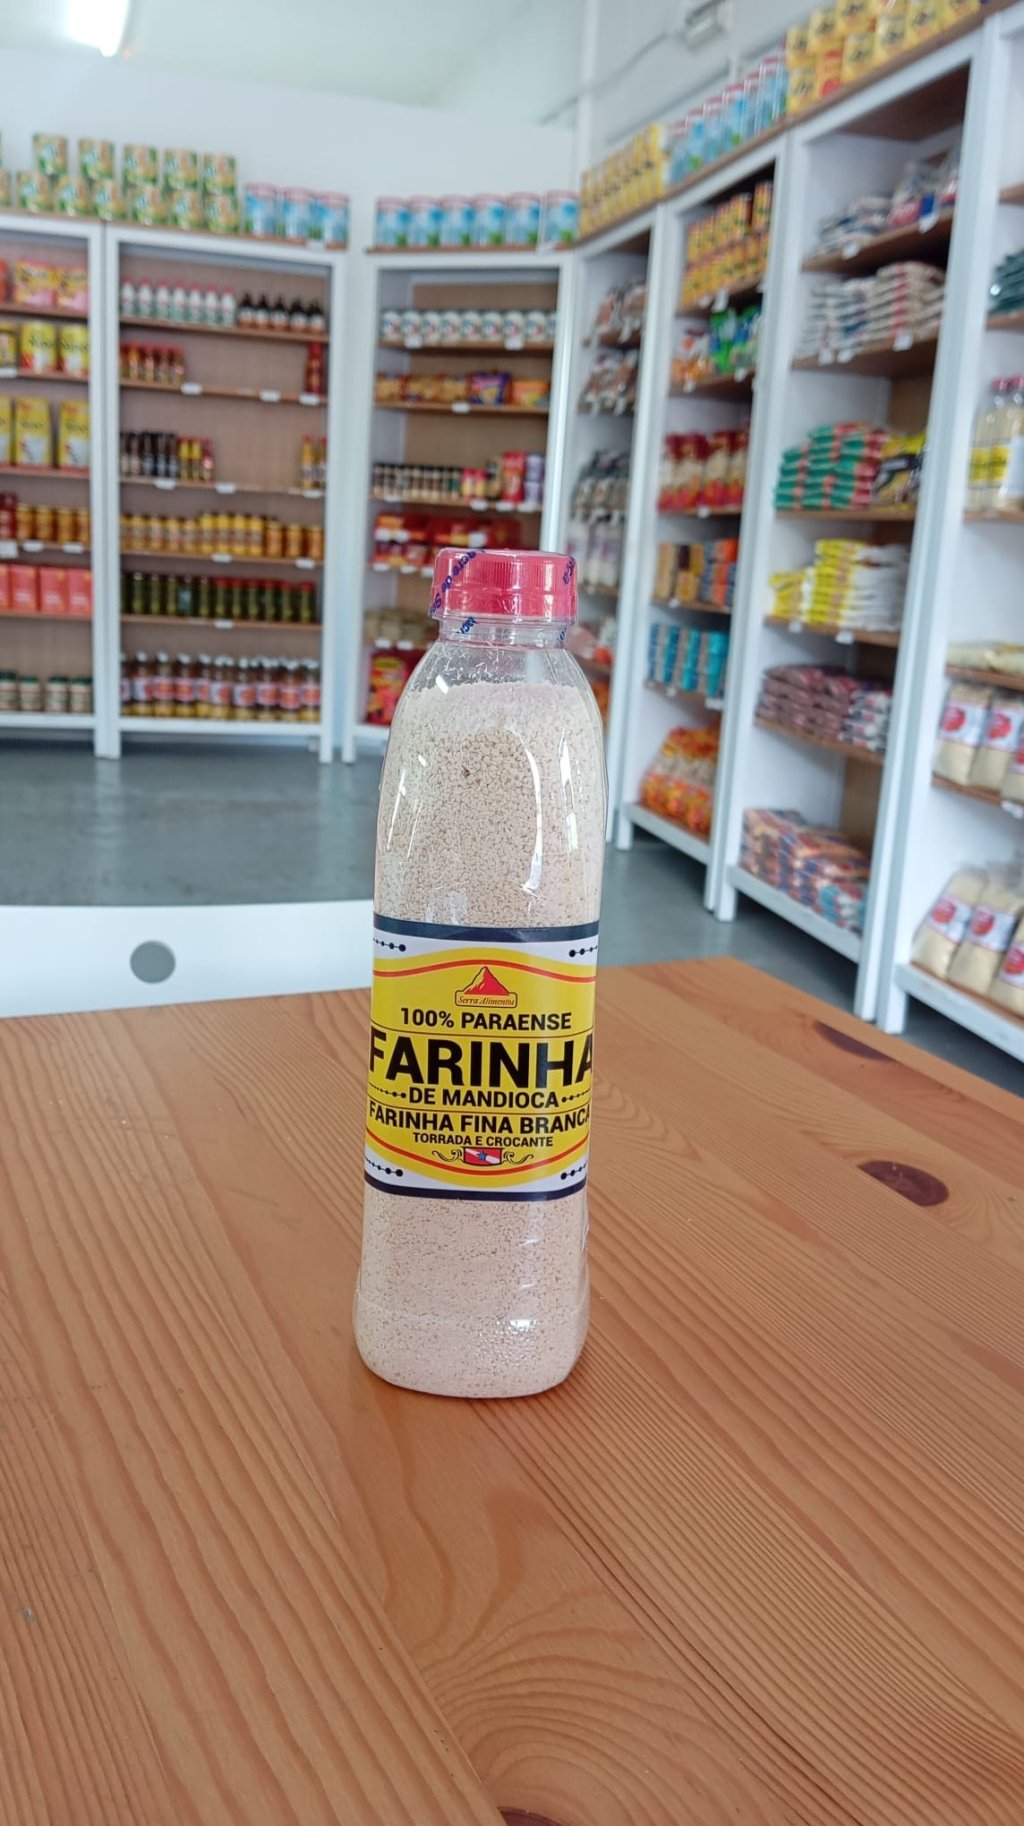 Serra Alimentos
100% PARAENSE
FARINHA
DE MANDIOCA
FARINHA FINA BRANCA
TORRADA E CROCANTE